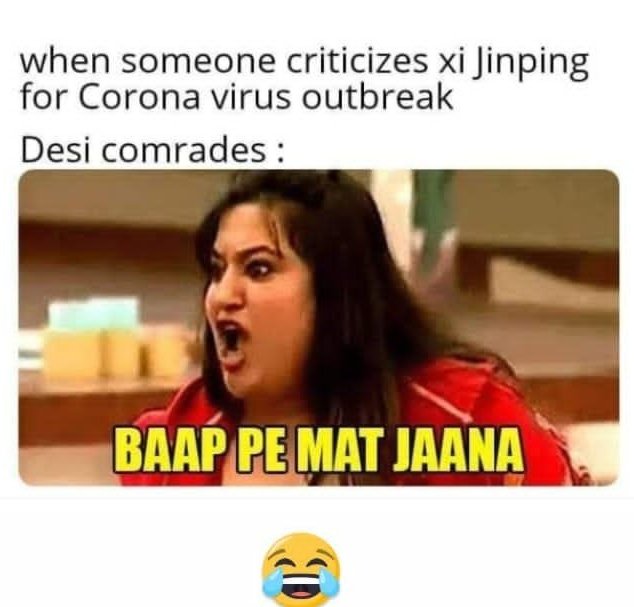 when someone criticizes xi Jinping
for Corona virus outbreak
Desi comrades :
BAAP PE MAT JAANA